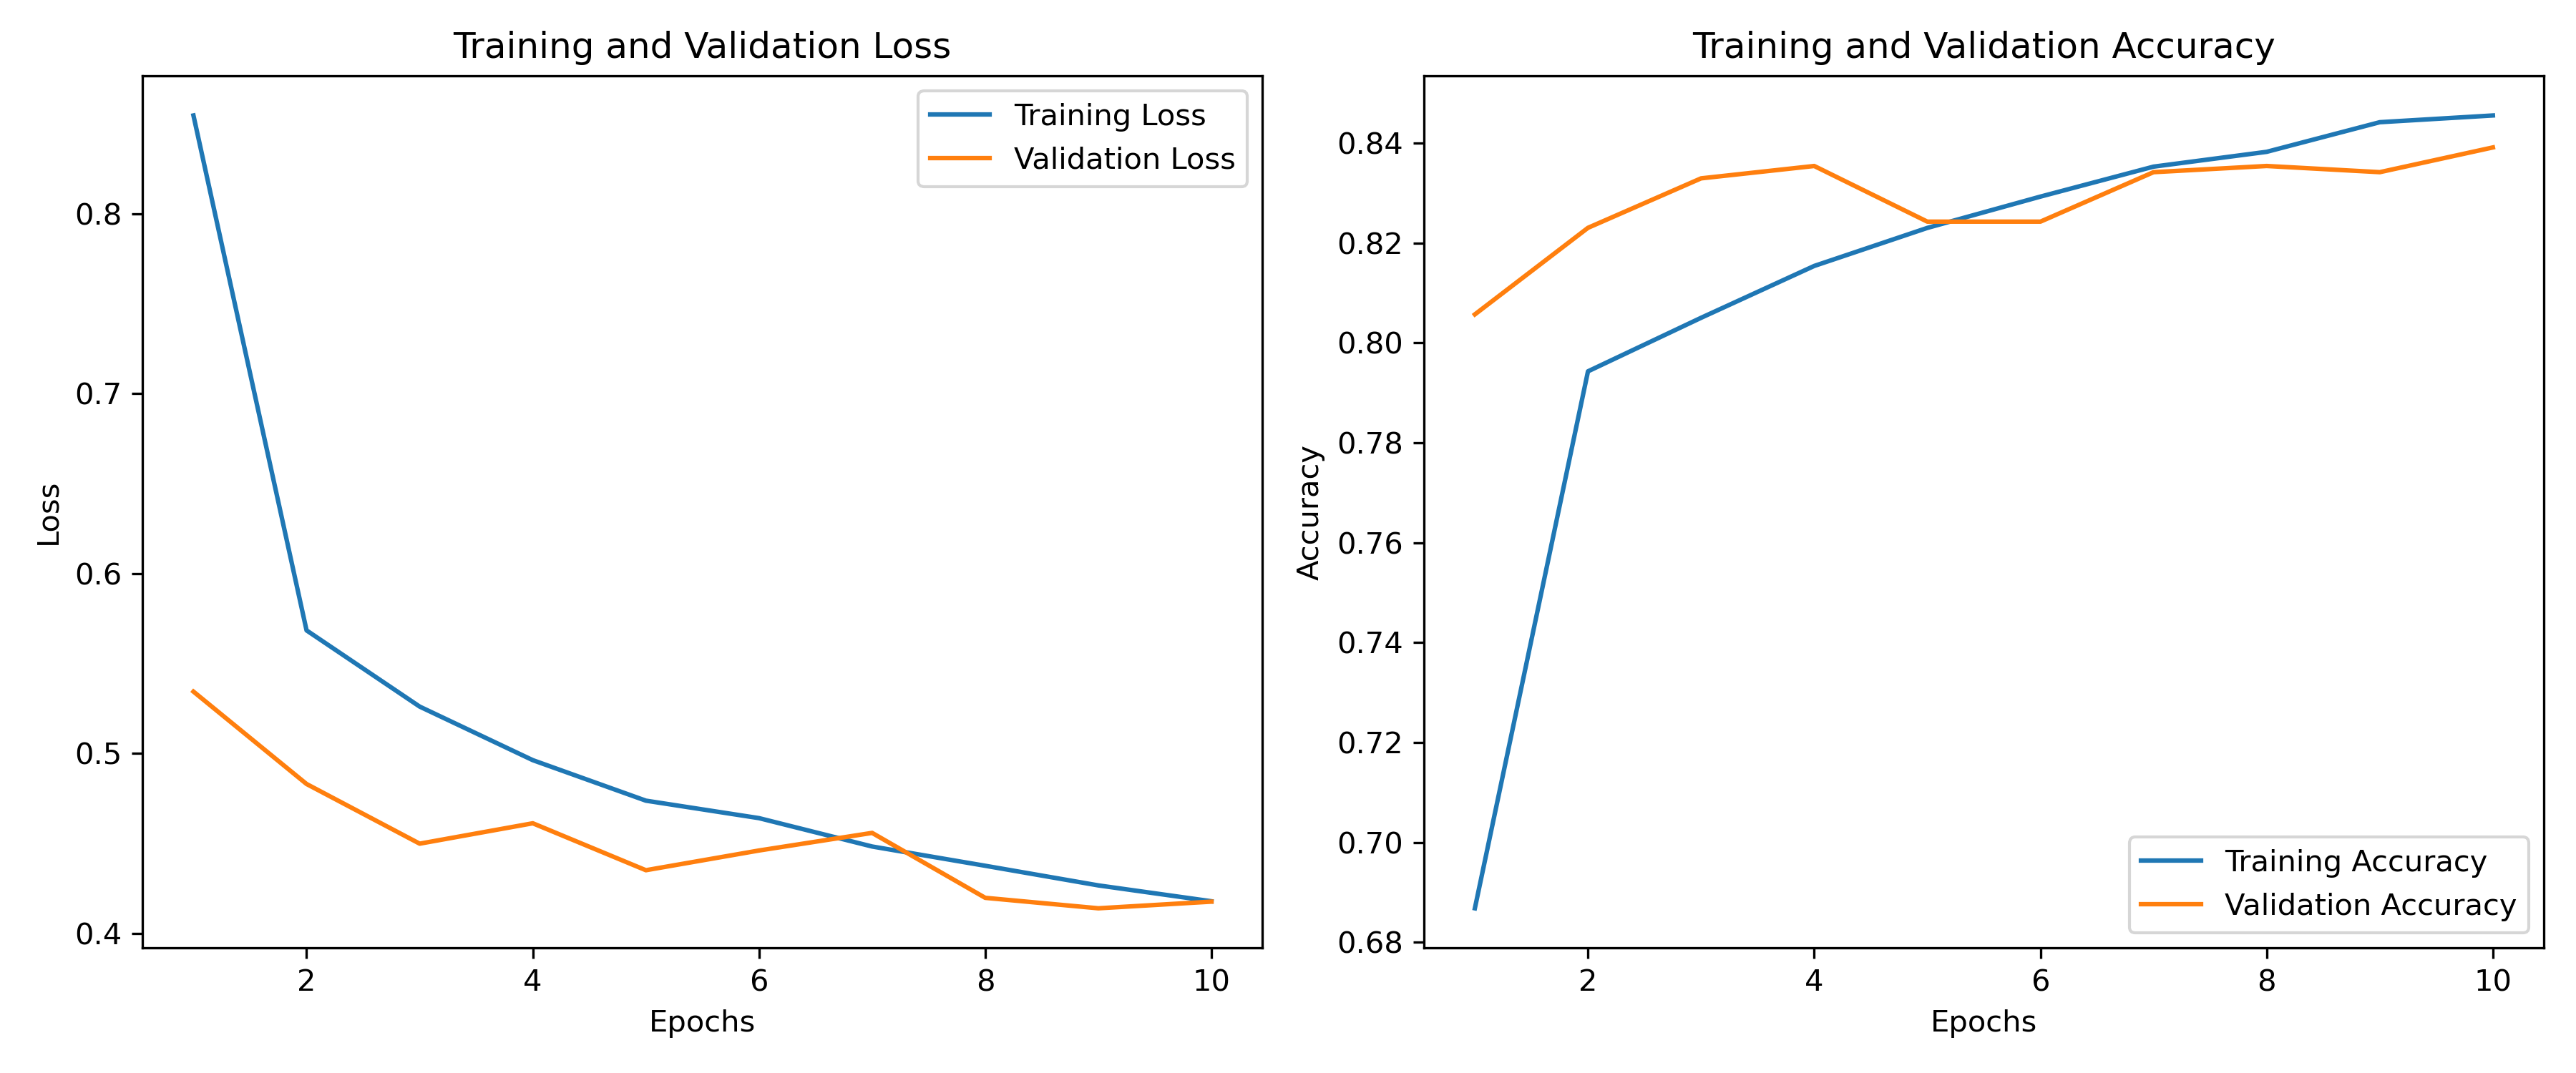 Training and Validation Loss
Training Loss
Validation Loss
0.8
0.7
0.6
0.5
0.4
Loss
2 4 6 8 10
Epochs
Training and Validation Accuracy
0.84
0.82
0.80
0.78
0.76
0.74
0.72
0.70
0.68
Accuracy
Training Accuracy
Validation Accuracy
2 4 6 8 10
Epochs